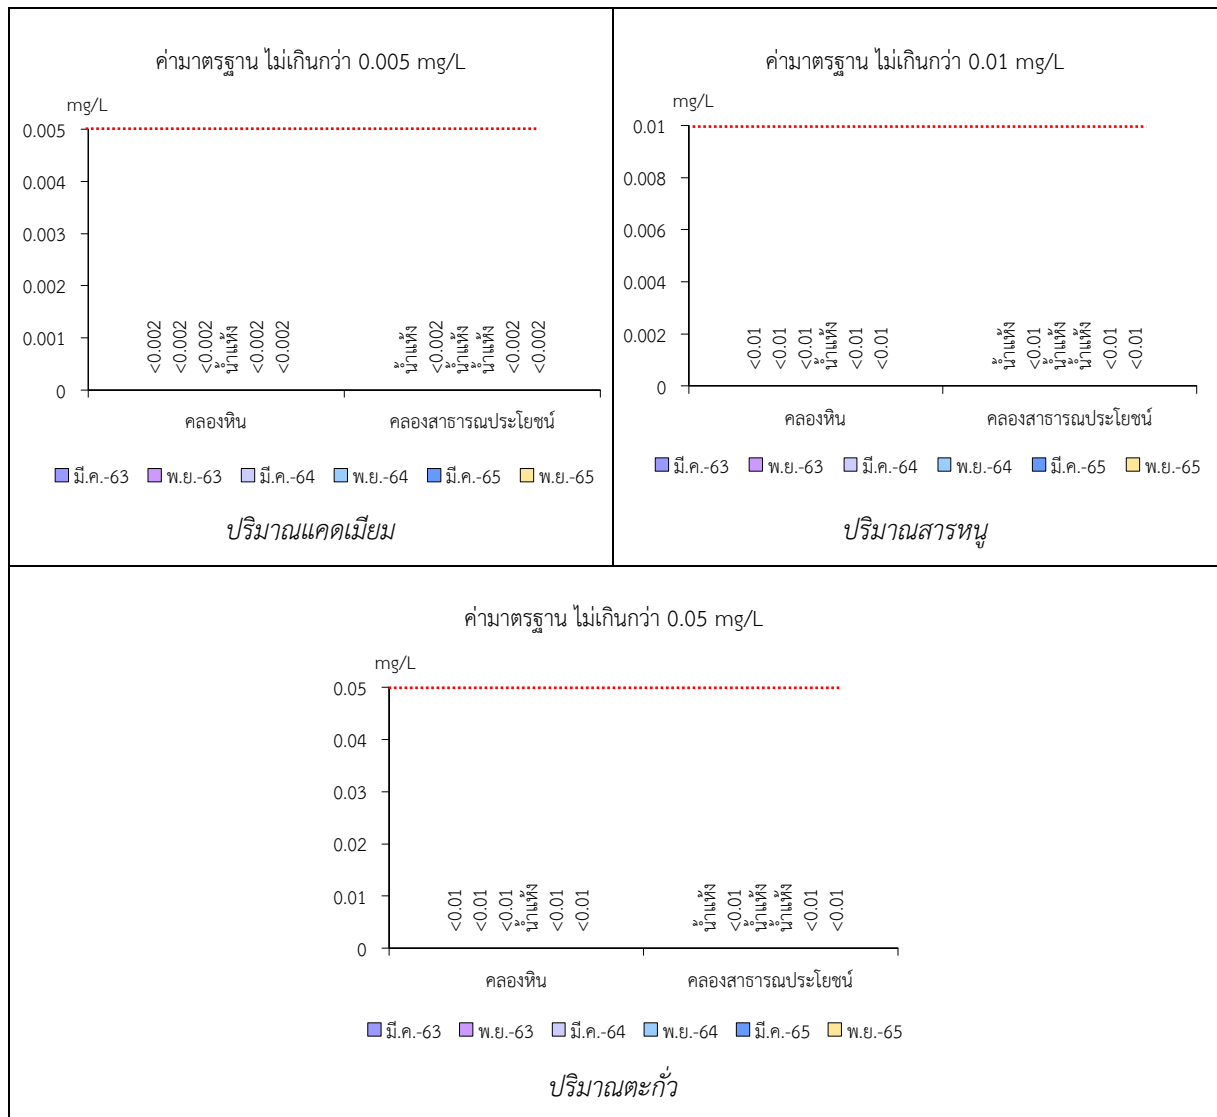 ค่ามาตรฐาน ไม่เกินกว่า 0.005 mg/L
mg/L
0.005
0.004
0.003
0.002
0.001
0
<0.002
<0.002
<0.002
น้ำแห้ง
<0.002
<0.002
น้ำแห้ง
<0.002
น้ำแห้ง
น้ำแห้ง
<0.002
<0.002
คลองหิน คลองสาธารณประโยชน์
มี.ค.-63 พ.ย.-63 มี.ค.-64 พ.ย.-64 มี.ค.-65 พ.ย.-65
ปริมาณแคดเมียม
ค่ามาตรฐาน ไม่เกินกว่า 0.01 mg/L
mg/L
0.01
0.008
0.006
0.004
0.002
0
<0.01
<0.01
<0.01
น้ำแห้ง
<0.01
<0.01
น้ำแห้ง
<0.01
น้ำแห้ง
น้ำแห้ง
<0.01
<0.01
คลองหิน คลองสาธารณประโยชน์
มี.ค.-63 พ.ย.-63 มี.ค.-64 พ.ย.-64 มี.ค.-65 พ.ย.-65
ปริมาณสารหนู
ค่ามาตรฐาน ไม่เกินกว่า 0.05 mg/L
mg/L
0.05
0.04
0.03
0.02
0.01
0
<0.01
<0.01
<0.01
น้ำแห้ง
<0.01
<0.01
น้ำแห้ง
<0.01
น้ำแห้ง
น้ำแห้ง
<0.01
<0.01
คลองหิน คลองสาธารณประโยชน์
มี.ค.-63 พ.ย.-63 มี.ค.-64 พ.ย.-64 มี.ค.-65 พ.ย.-65
ปริมาณตะกั่ว